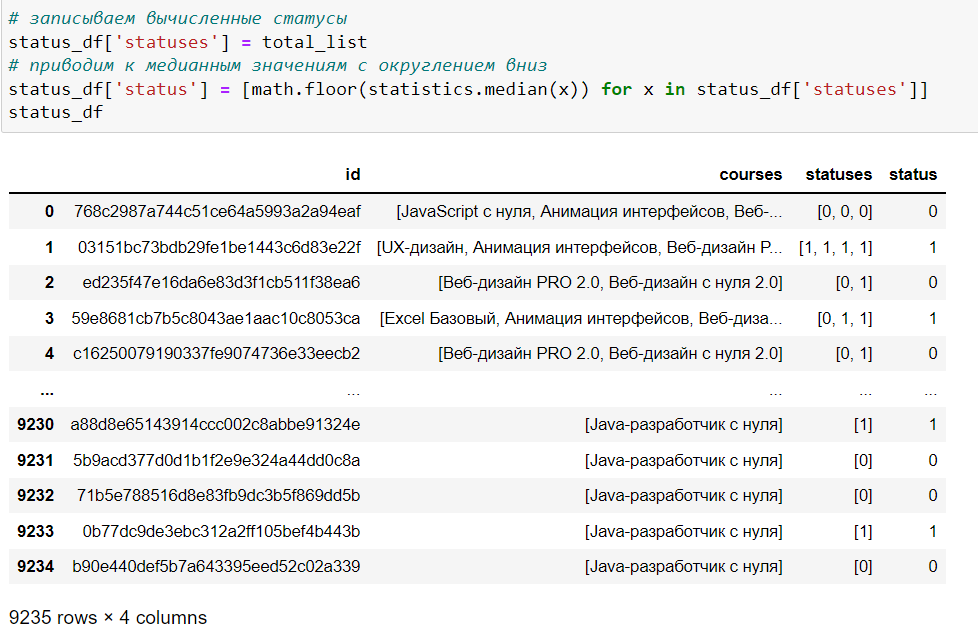 # записываем вычисленные статусы
status_df['statuses'] = total_list
# приводим к медианным значениям с округлением вниз
status_df['status'] = [math.floor(statistics.median(x)) for x in status_df['statuses']]
status_df
id courses statuses status
0 768c2987a744c51ce64a5993a2a94eaf [JavaScript с нуля, Анимация интерфейсов, Веб-... [0, 0, 0] 0
1 03151bc73bdb29fe1be1443c6d83e22f [UX-дизайн, Анимация интерфейсов, Веб-дизайн P... [1, 1, 1, 1] 1
2 ed235f47e16da6e83d3f1cb511f38ea6 [Веб-дизайн PRO 2.0, Веб-дизайн с нуля 2.0] [0, 1] 0
3 59e8681cb7b5c8043ae1aac10c8053ca [Excel Базовый, Анимация интерфейсов, Веб-диза... [0, 1, 1] 1
4 c16250079190337fe9074736e33eecb2 [Веб-дизайн PRO 2.0, Веб-дизайн с нуля 2.0] [0, 1] 0
... ... ... ... ...
9230 a88d8e65143914ccc002c8abbe91324e [Java-разработчик с нуля] [1] 1
9231 5b9acd377d0d1b1f2e9e324a44dd0c8a [Java-разработчик с нуля] [0] 0
9232 71b5e788516d8e83fb9dc3b5f869dd5b [Java-разработчик с нуля] [0] 0
9233 0b77dc9de3ebc312a2ff105bef4b443b [Java-разработчик с нуля] [1] 1
9234 b90e440def5b7a643395eed52c02a339 [Java-разработчик с нуля] [0] 0
9235 rows × 4 columns